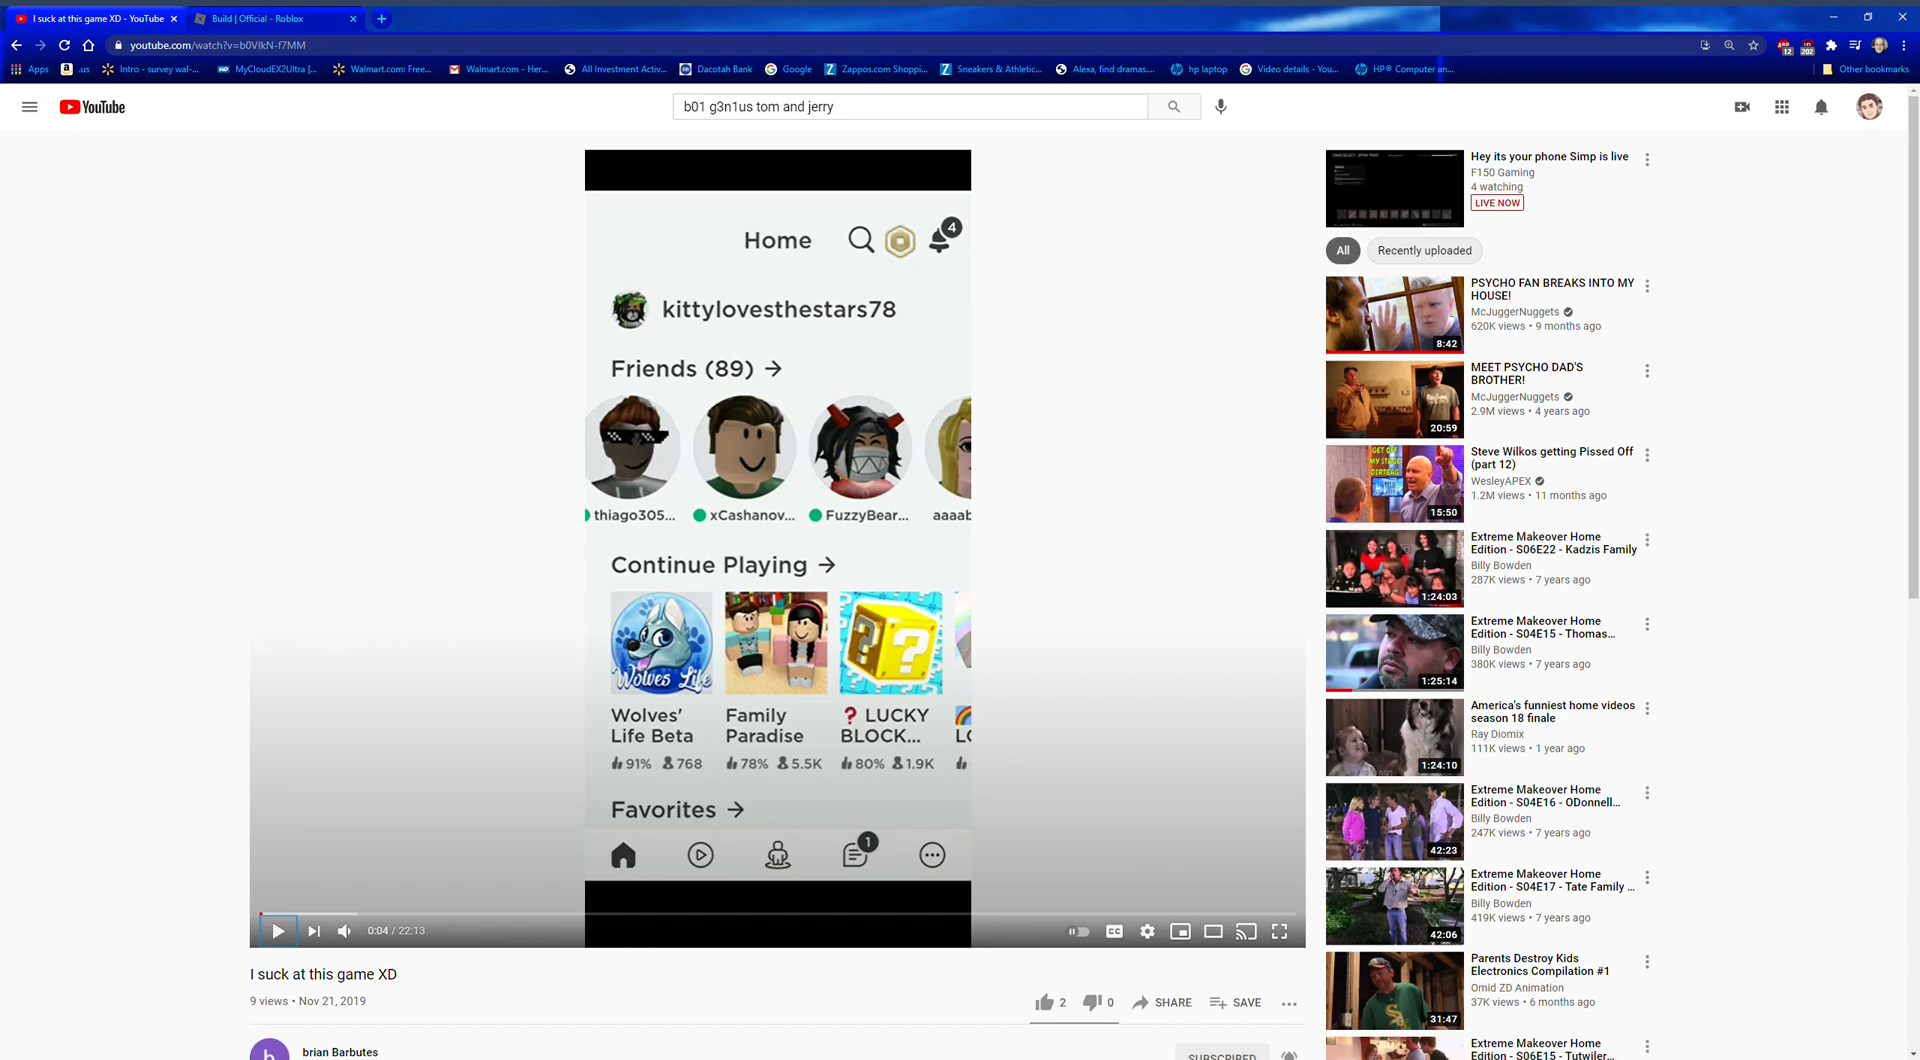 I suck at this game XD - YouTube
Build | Official - Roblox
youtube.com/watch?v=b0VIkN-f7MM
12
202
Apps
.us
Intro - survey wal-...
MyCloudEX2Ultra [...
Walmart.com: Free...
Walmart.com - Her...
All Investment Activ...
Dacotah Bank
Google
Zappos.com Shoppi...
Sneakers & Athletic...
Alexa, find dramas....
hp laptop
Video details - You...
HP® Computer an...
Other bookmarks
YouTube
b01 g3n1us tom and jerry
Home
4
kittylovesthestars78
Friends (89) →
thiago305...
xCashanov...
FuzzyBear...
aaaab
Continue Playing →
Wolves Life
Wolves'
Life Beta
91% 768
Family
Paradise
78% 5.5K
❓ LUCKY
BLOCK...
80% 1.9K
Favorites →
1
0:04 / 22:13
CC
I suck at this game XD
9 views • Nov 21, 2019
2
0
SHARE
SAVE
b
brian Barbutes
SUBSCRIBED
Hey its your phone Simp is live
F150 Gaming
4 watching
LIVE NOW
All
Recently uploaded
8:42
PSYCHO FAN BREAKS INTO MY
HOUSE!
McJuggerNuggets
620K views • 9 months ago
20:59
MEET PSYCHO DAD'S
BROTHER!
McJuggerNuggets
2.9M views • 4 years ago
GET OFF
MY STAGE
DIRTBAG
15:50
Steve Wilkos getting Pissed Off
(part 12)
WesleyAPEX
1.2M views • 11 months ago
1:24:03
Extreme Makeover Home
Edition - S06E22 - Kadzis Family
Billy Bowden
287K views • 7 years ago
1:25:14
Extreme Makeover Home
Edition - S04E15 - Thomas...
Billy Bowden
380K views • 7 years ago
1:24:10
America's funniest home videos
season 18 finale
Ray Diomix
111K views • 1 year ago
42:23
Extreme Makeover Home
Edition - S04E16 - ODonnell...
Billy Bowden
247K views • 7 years ago
42:06
Extreme Makeover Home
Edition - S04E17 - Tate Family ...
Billy Bowden
419K views • 7 years ago
31:47
Parents Destroy Kids
Electronics Compilation #1
Omid ZD Animation
37K views • 6 months ago
Extreme Makeover Home
Edition - S06E15 - Tutwiler...